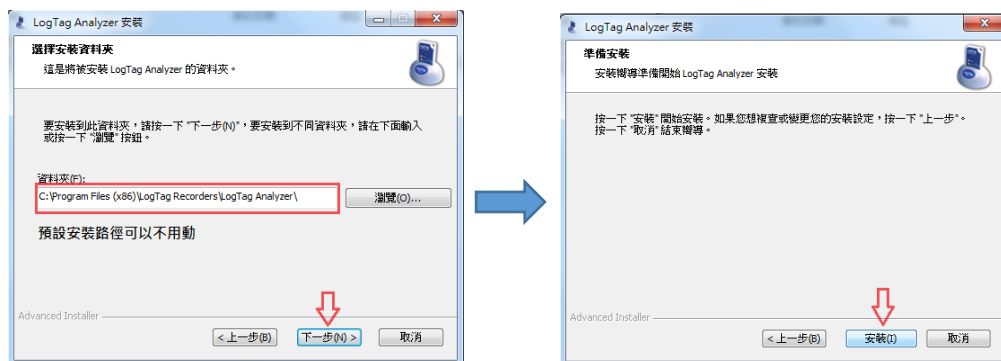 LogTag Analyzer 安裝
選擇安裝資料夾
這是將被安裝 LogTag Analyzer 的資料夾。
要安裝到此資料夾，請按一下 "下一步(N)"，要安裝到不同資料夾，請在下面輸入
或按一下 "瀏覽" 按鈕。
資料夾(F):
C:\Program Files (x86)\LogTag Recorders\LogTag Analyzer\
瀏覽(O)...
預設安裝路徑可以不用動
Advanced Installer
< 上一步(B)
下一步(N) >
取消
LogTag Analyzer 安裝
準備安裝
安裝嚮導準備開始 LogTag Analyzer 安裝
按一下 "安裝" 開始安裝。如果您想複查或變更您的安裝設定，按一下 "上一步"。
按一下 "取消" 結束嚮導。
Advanced Installer
< 上一步(B)
安裝(I)
取消